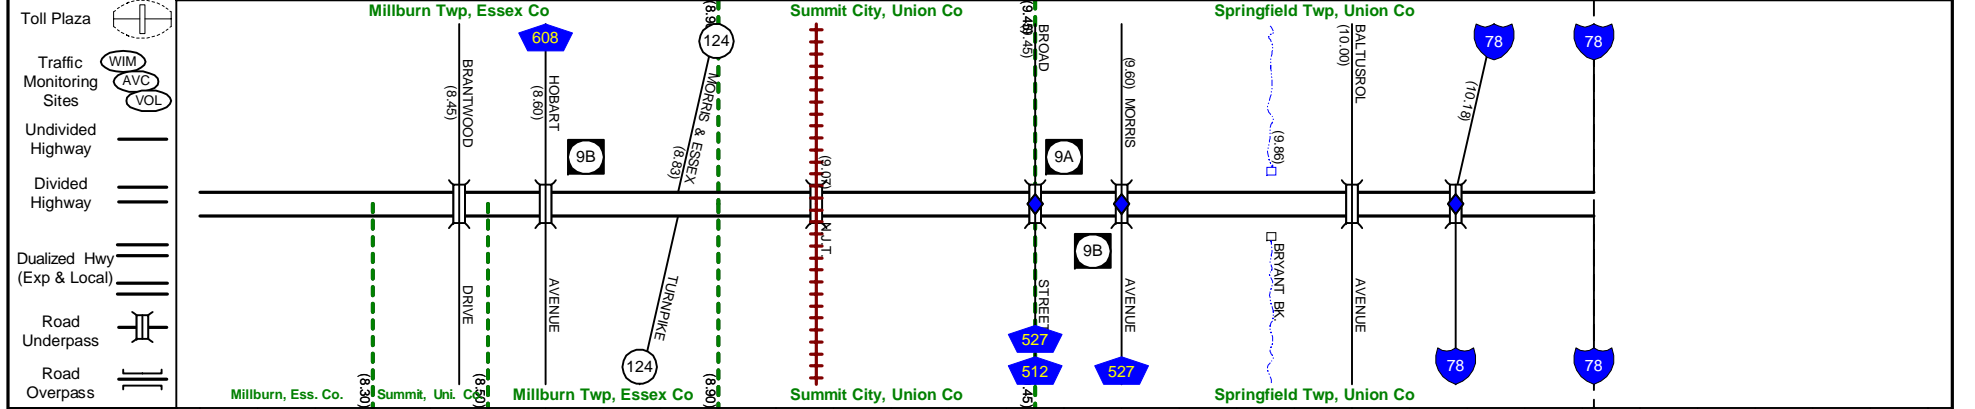 Toll Plaza
Traffic
Monitoring
Sites
WIM
AVC
VOL
Undivided
Highway
Divided
Highway
Dualized Hwy
(Exp & Local)
Road
Underpass
Road
Overpass
Millburn Twp, Essex Co
Summit City, Union Co
Springfield Twp, Union Co
BRANTWOOD
(8.45)
DRIVE
608
HOBART
(8.60)
AVENUE
9B
124
MORRIS & ESSEX
(8.83)
TURNPIKE
124
(9.07)
N.J.T.
BROAD
STREET
527
512
9A
(9.60) MORRIS
AVENUE
527
9B
(9.86)
BRYANT BK.
BALTUSROL
(10.00)
AVENUE
78
(10.18)
78
78
78
(8.30)
(8.50)
(8.90)
Millburn, Ess. Co.
Summit, Uni. Co
Millburn Twp, Essex Co
Summit City, Union Co
Springfield Twp, Union Co